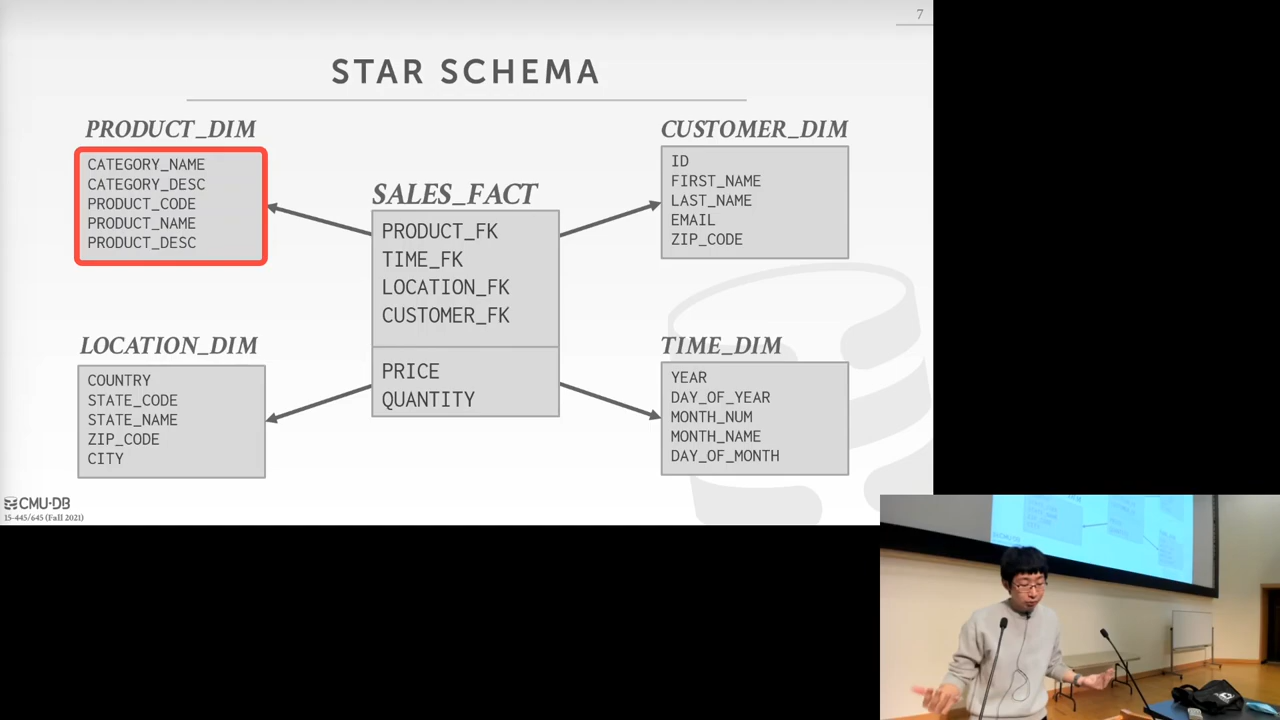 7
STAR SCHEMA
PRODUCT_DIM
CATEGORY_NAME
CATEGORY_DESC
PRODUCT_CODE
PRODUCT_NAME
PRODUCT_DESC
SALES_FACT
PRODUCT_FK
TIME_FK
LOCATION_FK
CUSTOMER_FK
PRICE
QUANTITY
CUSTOMER_DIM
ID
FIRST_NAME
LAST_NAME
EMAIL
ZIP_CODE
LOCATION_DIM
COUNTRY
STATE_CODE
STATE_NAME
ZIP_CODE
CITY
TIME_DIM
YEAR
DAY_OF_YEAR
MONTH_NUM
MONTH_NAME
DAY_OF_MONTH
CMU·DB
15-445/645 (Fall 2021)